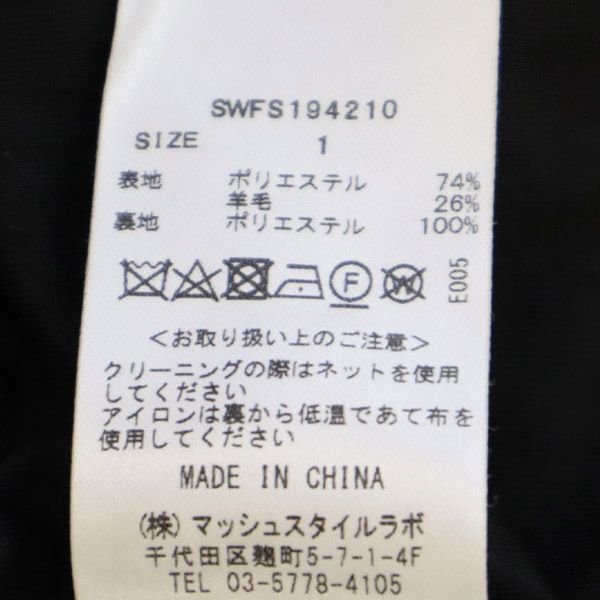 SWFS194210
SIZE 1
表地 ポリエステル 74%
羊毛 26%
裏地 ポリエステル 100%
F W E005
<お取り扱い上のご注意>
クリーニングの際はネットを使用
してください
アイロンは裏から低温であて布を
使用してください
MADE IN CHINA
(株)マッシュスタイルラボ
千代田区麹町5-7-1-4F
TEL 03-5778-4105